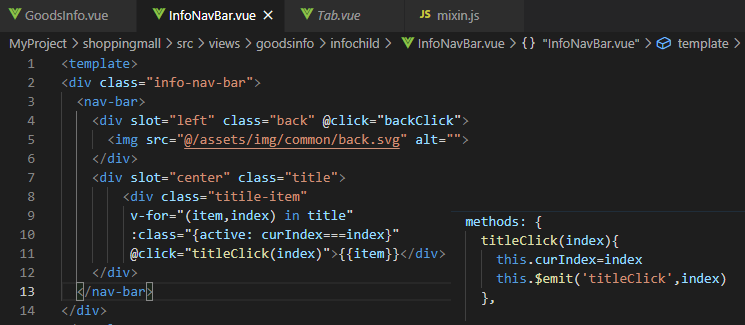 GoodsInfo.vue InfoNavBar.vue Tab.vue JS mixin.js
MyProject > shoppingmall > src > views > goodsinfo > infochild > InfoNavBar.vue > {} "InfoNavBar.vue" > template >
1 <template>
2 <div class="info-nav-bar">
3 <nav-bar>
4 <div slot="left" class="back" @click="backClick">
5 <img src="@/assets/img/common/back.svg" alt="">
6 </div>
7 <div slot="center" class="title">
8 <div class="titile-item"
9 v-for="(item,index) in title"
10 :class="{active: curIndex===index}"
11 @click="titleClick(index)">{{item}}</div>
12 </div>
13 </nav-bar>
14 </div>
methods: {
titleClick(index){
this.curIndex=index
this.$emit('titleClick',index)
},